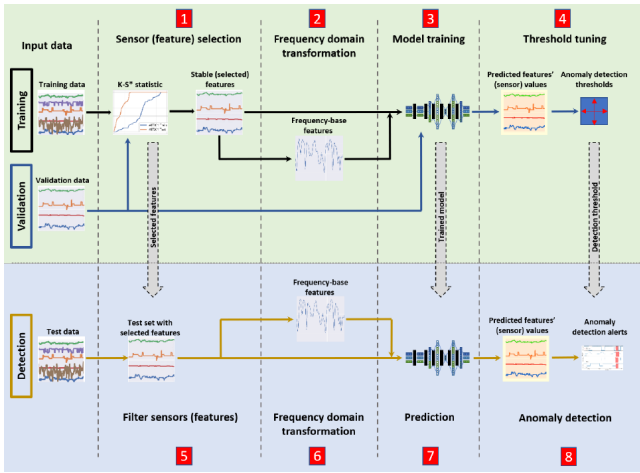 1
2
3
4
Input data
Sensor (feature) selection
Frequency domain
transformation
Model training
Threshold tuning
Training
Training data
K-S* statistic
Stable (selected)
features
Frequency-base
features
Predicted features'
(sensor) values
Anomaly detection
thresholds
Validation
Validation data
Selected features
Trained model
Detection threshold
Detection
Test data
Test set with
selected features
Frequency-base
features
Predicted features'
(sensor) values
Anomaly
detection alerts
Filter sensors (features)
Frequency domain
transformation
Prediction
Anomaly detection
5
6
7
8